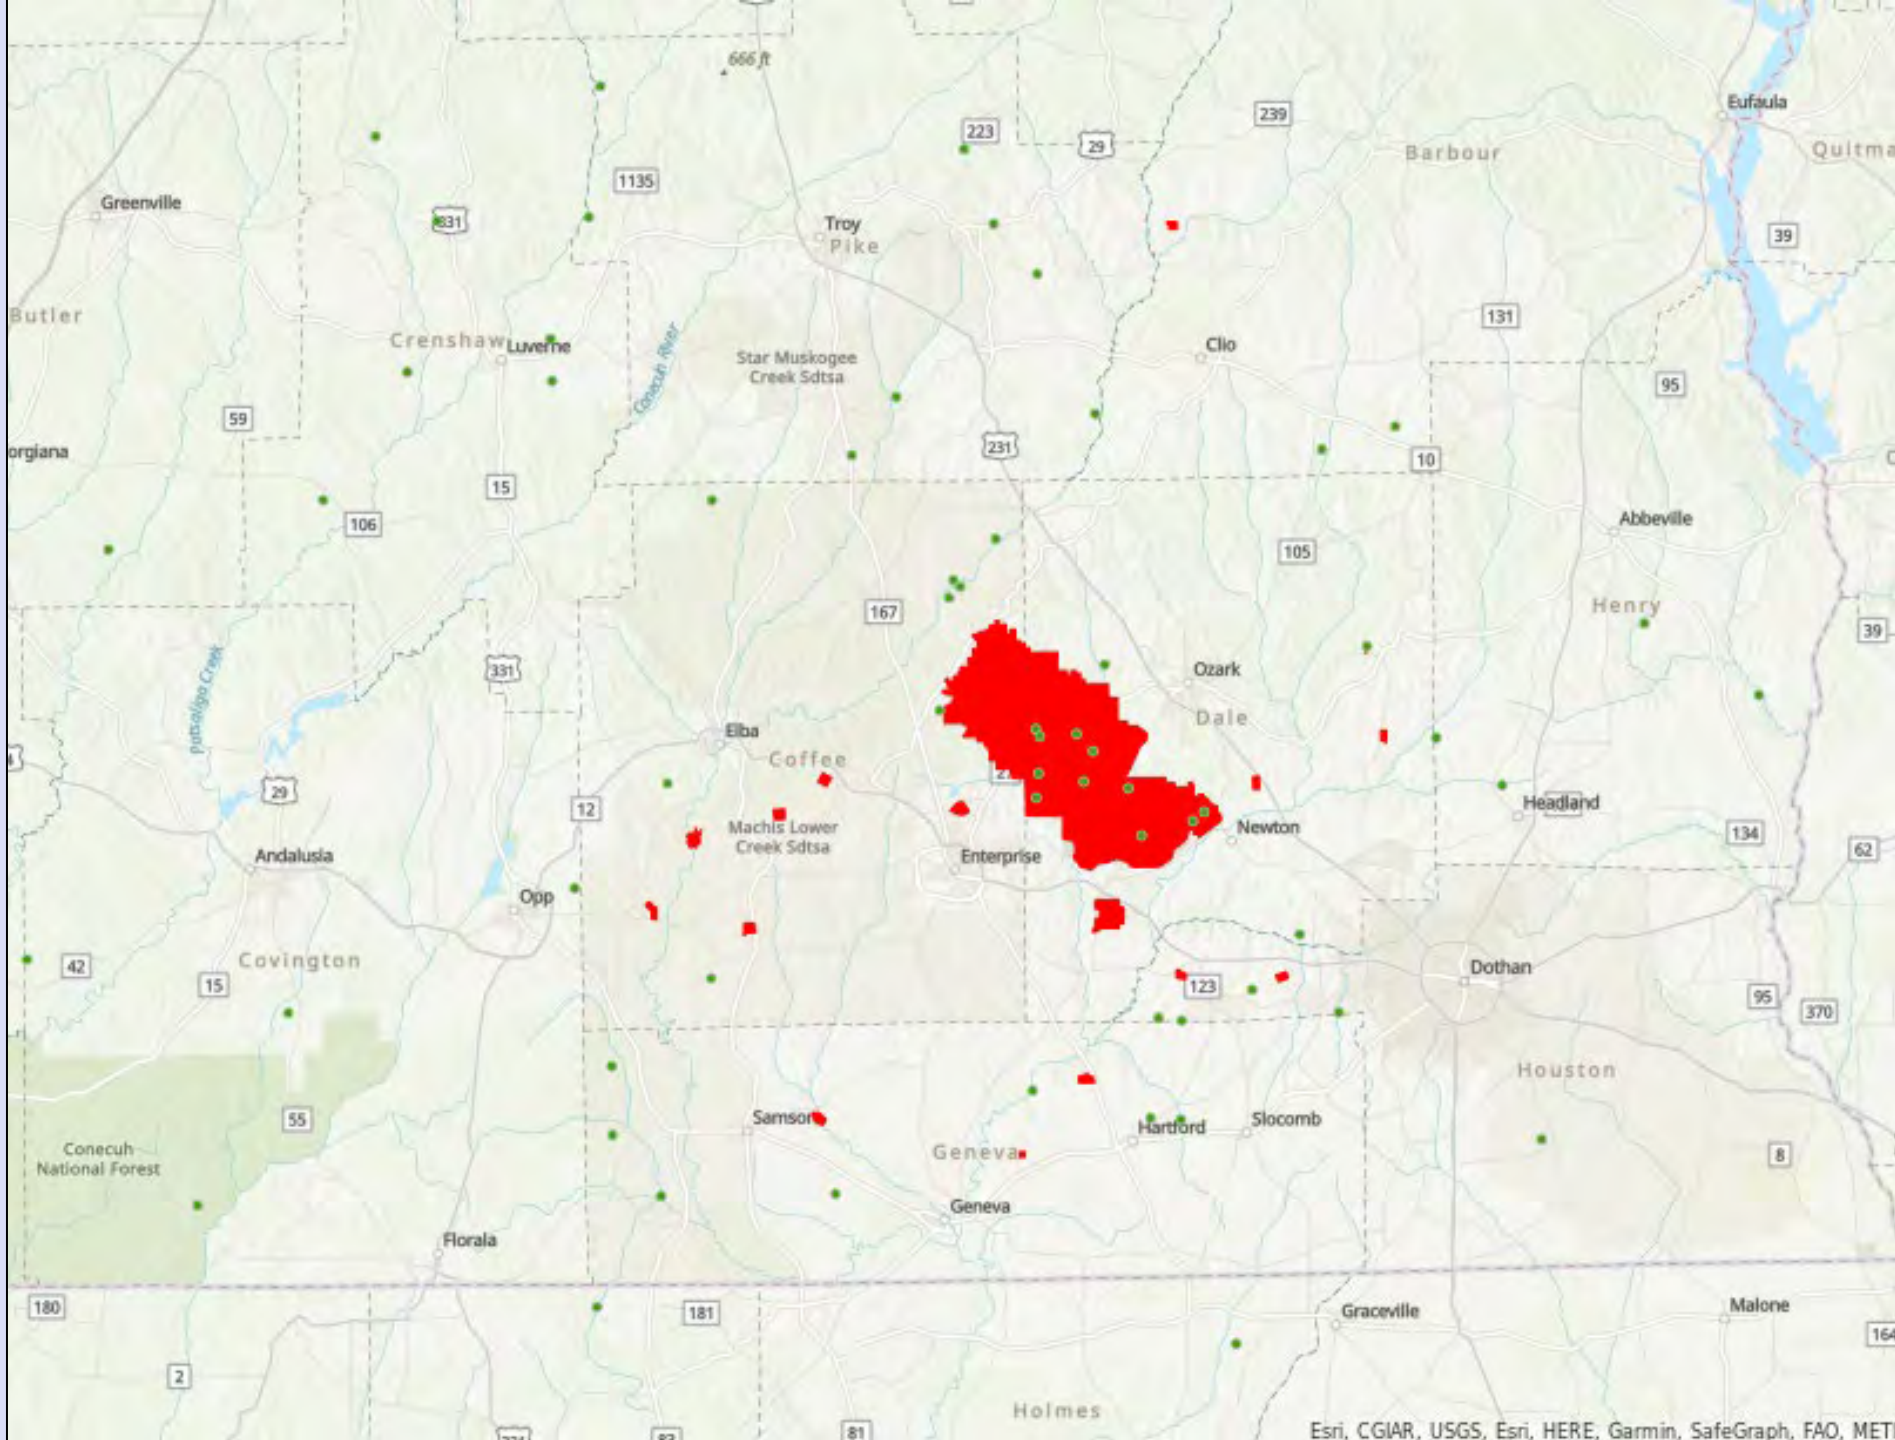 666 ft
Eufaula
239
223
29
Barbour
Quitma
1135
Greenville
331
Troy
Pike
39
Butler
131
Crenshaw
Luverne
Clio
Conecuh River
Star Muskogee
Creek Sdtsa
95
59
231
orgiana
10
15
106
Abbeville
105
Henry
167
39
331
Ozark
Patsaliga Creek
Dale
Elba
Coffee
29
12
Headland
Machis Lower
Creek Sdtsa
Newton
134
62
Andalusia
Enterprise
Opp
Covington
42
15
Dothan
123
95
370
Houston
55
Samson
Hartford
Slocomb
Conecuh
National Forest
Geneva
8
Geneva
Florala
180
181
Graceville
Malone
164
2
Holmes
81
Esri, CGIAR, USGS, Esri, HERE, Garmin, SafeGraph, FAO, MET